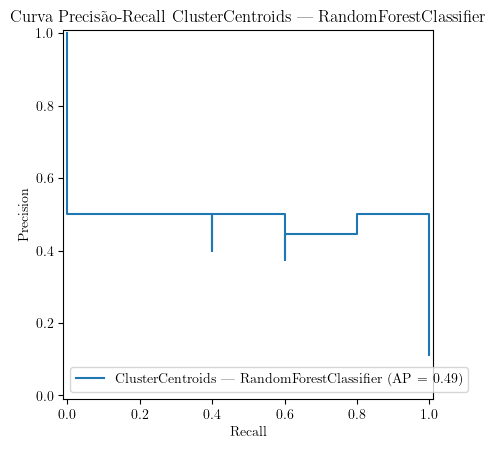 Curva Precisão-Recall ClusterCentroids — RandomForestClassifier
1.0
0.8
0.6
0.4
0.2
0.0
Precision
ClusterCentroids — RandomForestClassifier (AP = 0.49)
0.0 0.2 0.4 0.6 0.8 1.0
Recall